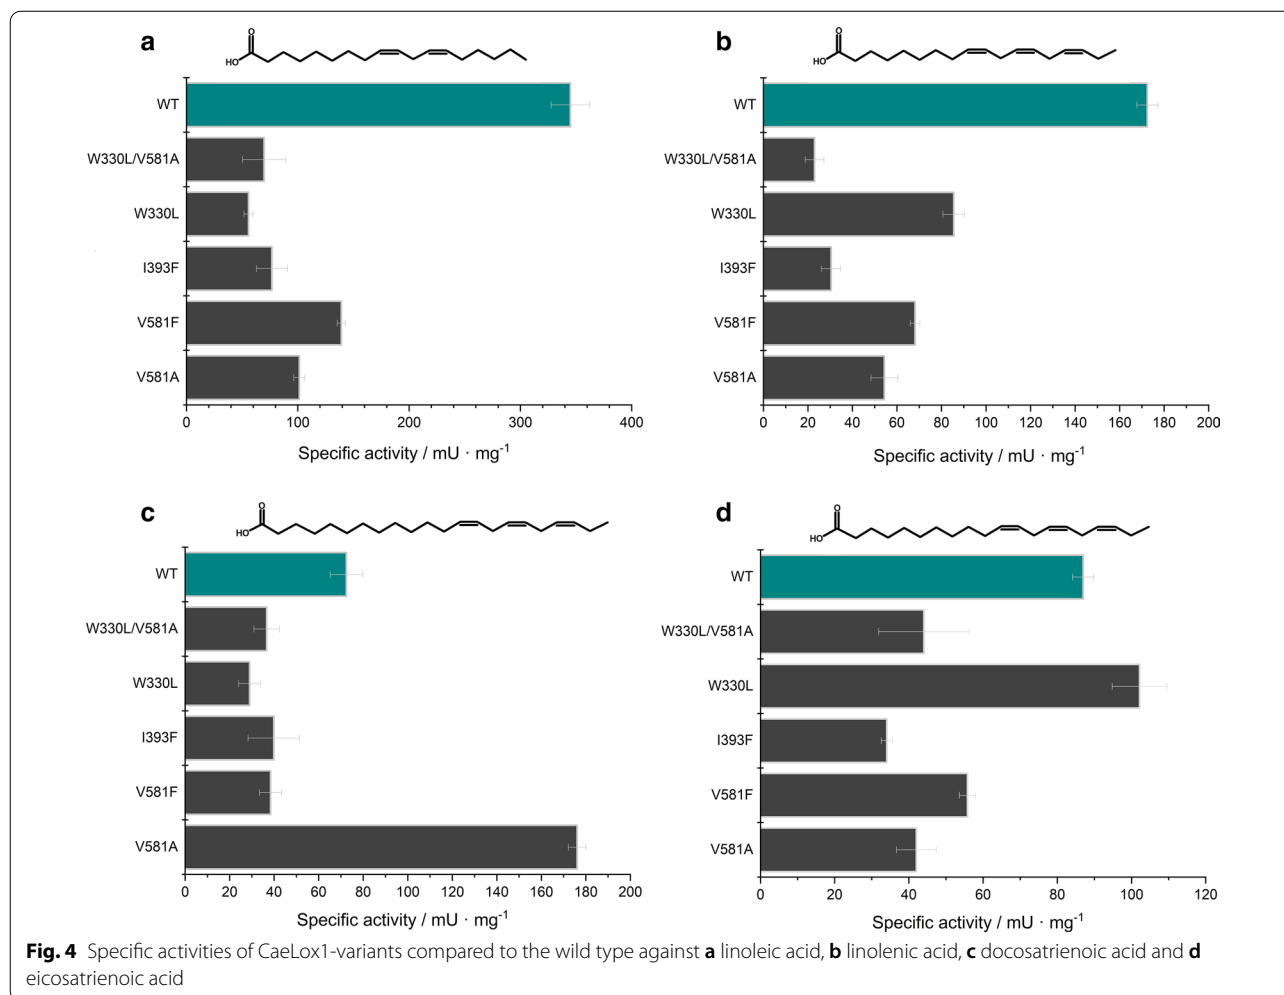 a
O
HO
WT
W330L/V581A
W330L
I393F
V581F
V581A
0 100 200 300 400
Specific activity / mU · mg-1
b
O
HO
WT
W330L/V581A
W330L
I393F
V581F
V581A
0 20 40 60 80 100 120 140 160 180 200
Specific activity / mU · mg-1
c
O
HO
WT
W330L/V581A
W330L
I393F
V581F
V581A
0 20 40 60 80 100 120 140 160 180 200
Specific activity / mU · mg-1
d
O
HO
WT
W330L/V581A
W330L
I393F
V581F
V581A
0 20 40 60 80 100 120
Specific activity / mU · mg-1
Fig. 4 Specific activities of CaeLox1-variants compared to the wild type against a linoleic acid, b linolenic acid, c docosatrienoic acid and d
eicosatrienoic acid